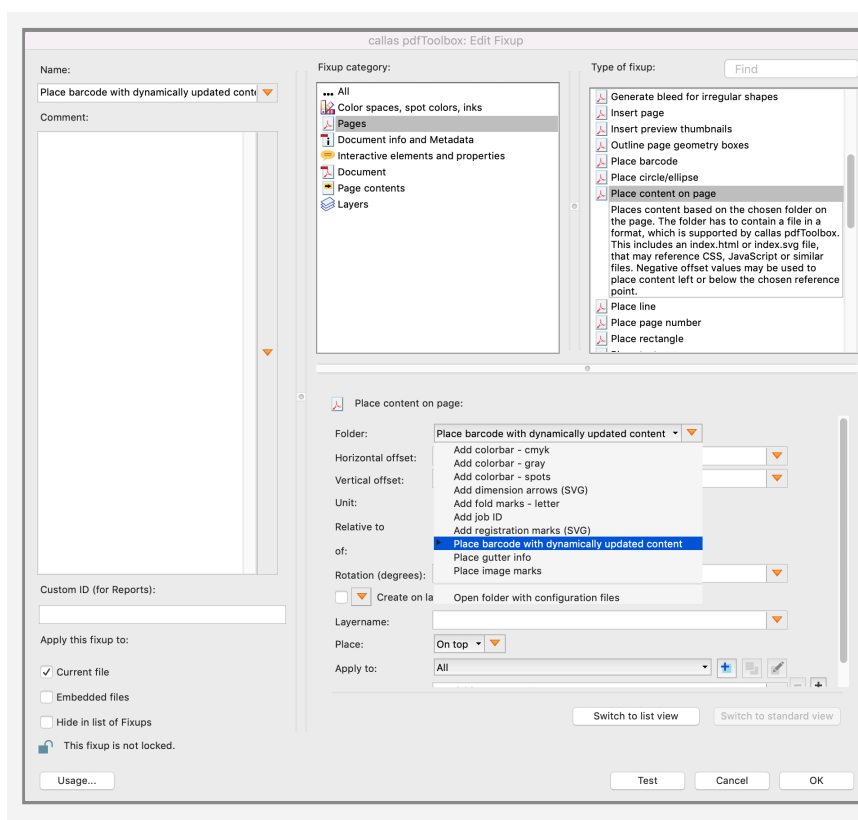 callas pdfToolbox: Edit Fixup
Name:
Place barcode with dynamically updated conte
Comment:
Custom ID (for Reports):
Apply this fixup to:
Current file
Embedded files
Hide in list of Fixups
This fixup is not locked.
Usage...
Fixup category:
All
Color spaces, spot colors, inks
Pages
Document info and Metadata
Interactive elements and properties
Document
Page contents
Layers
Type of fixup:
Find
Generate bleed for irregular shapes
Insert page
Insert preview thumbnails
Outline page geometry boxes
Place barcode
Place circle/ellipse
Place content on page
Places content based on the chosen folder on
the page. The folder has to contain a file in a
format, which is supported by callas pdfToolbox.
This includes an index.html or index.svg file,
that may reference CSS, JavaScript or similar
files. Negative offset values may be used to
place content left or below the chosen reference
point.
Place line
Place page number
Place rectangle
Place content on page:
Folder:
Place barcode with dynamically updated content
Horizontal offset:
Vertical offset:
Unit:
Relative to
of:
Rotation (degrees):
Add colorbar - cmyk
Add colorbar - gray
Add colorbar - spots
Add dimension arrows (SVG)
Add fold marks - letter
Add job ID
Add registration marks (SVG)
Place barcode with dynamically updated content
Place gutter info
Place image marks
Open folder with configuration files
Create on la
Layername:
Place:
On top
Apply to:
All
Switch to list view
Switch to standard view
Test
Cancel
OK